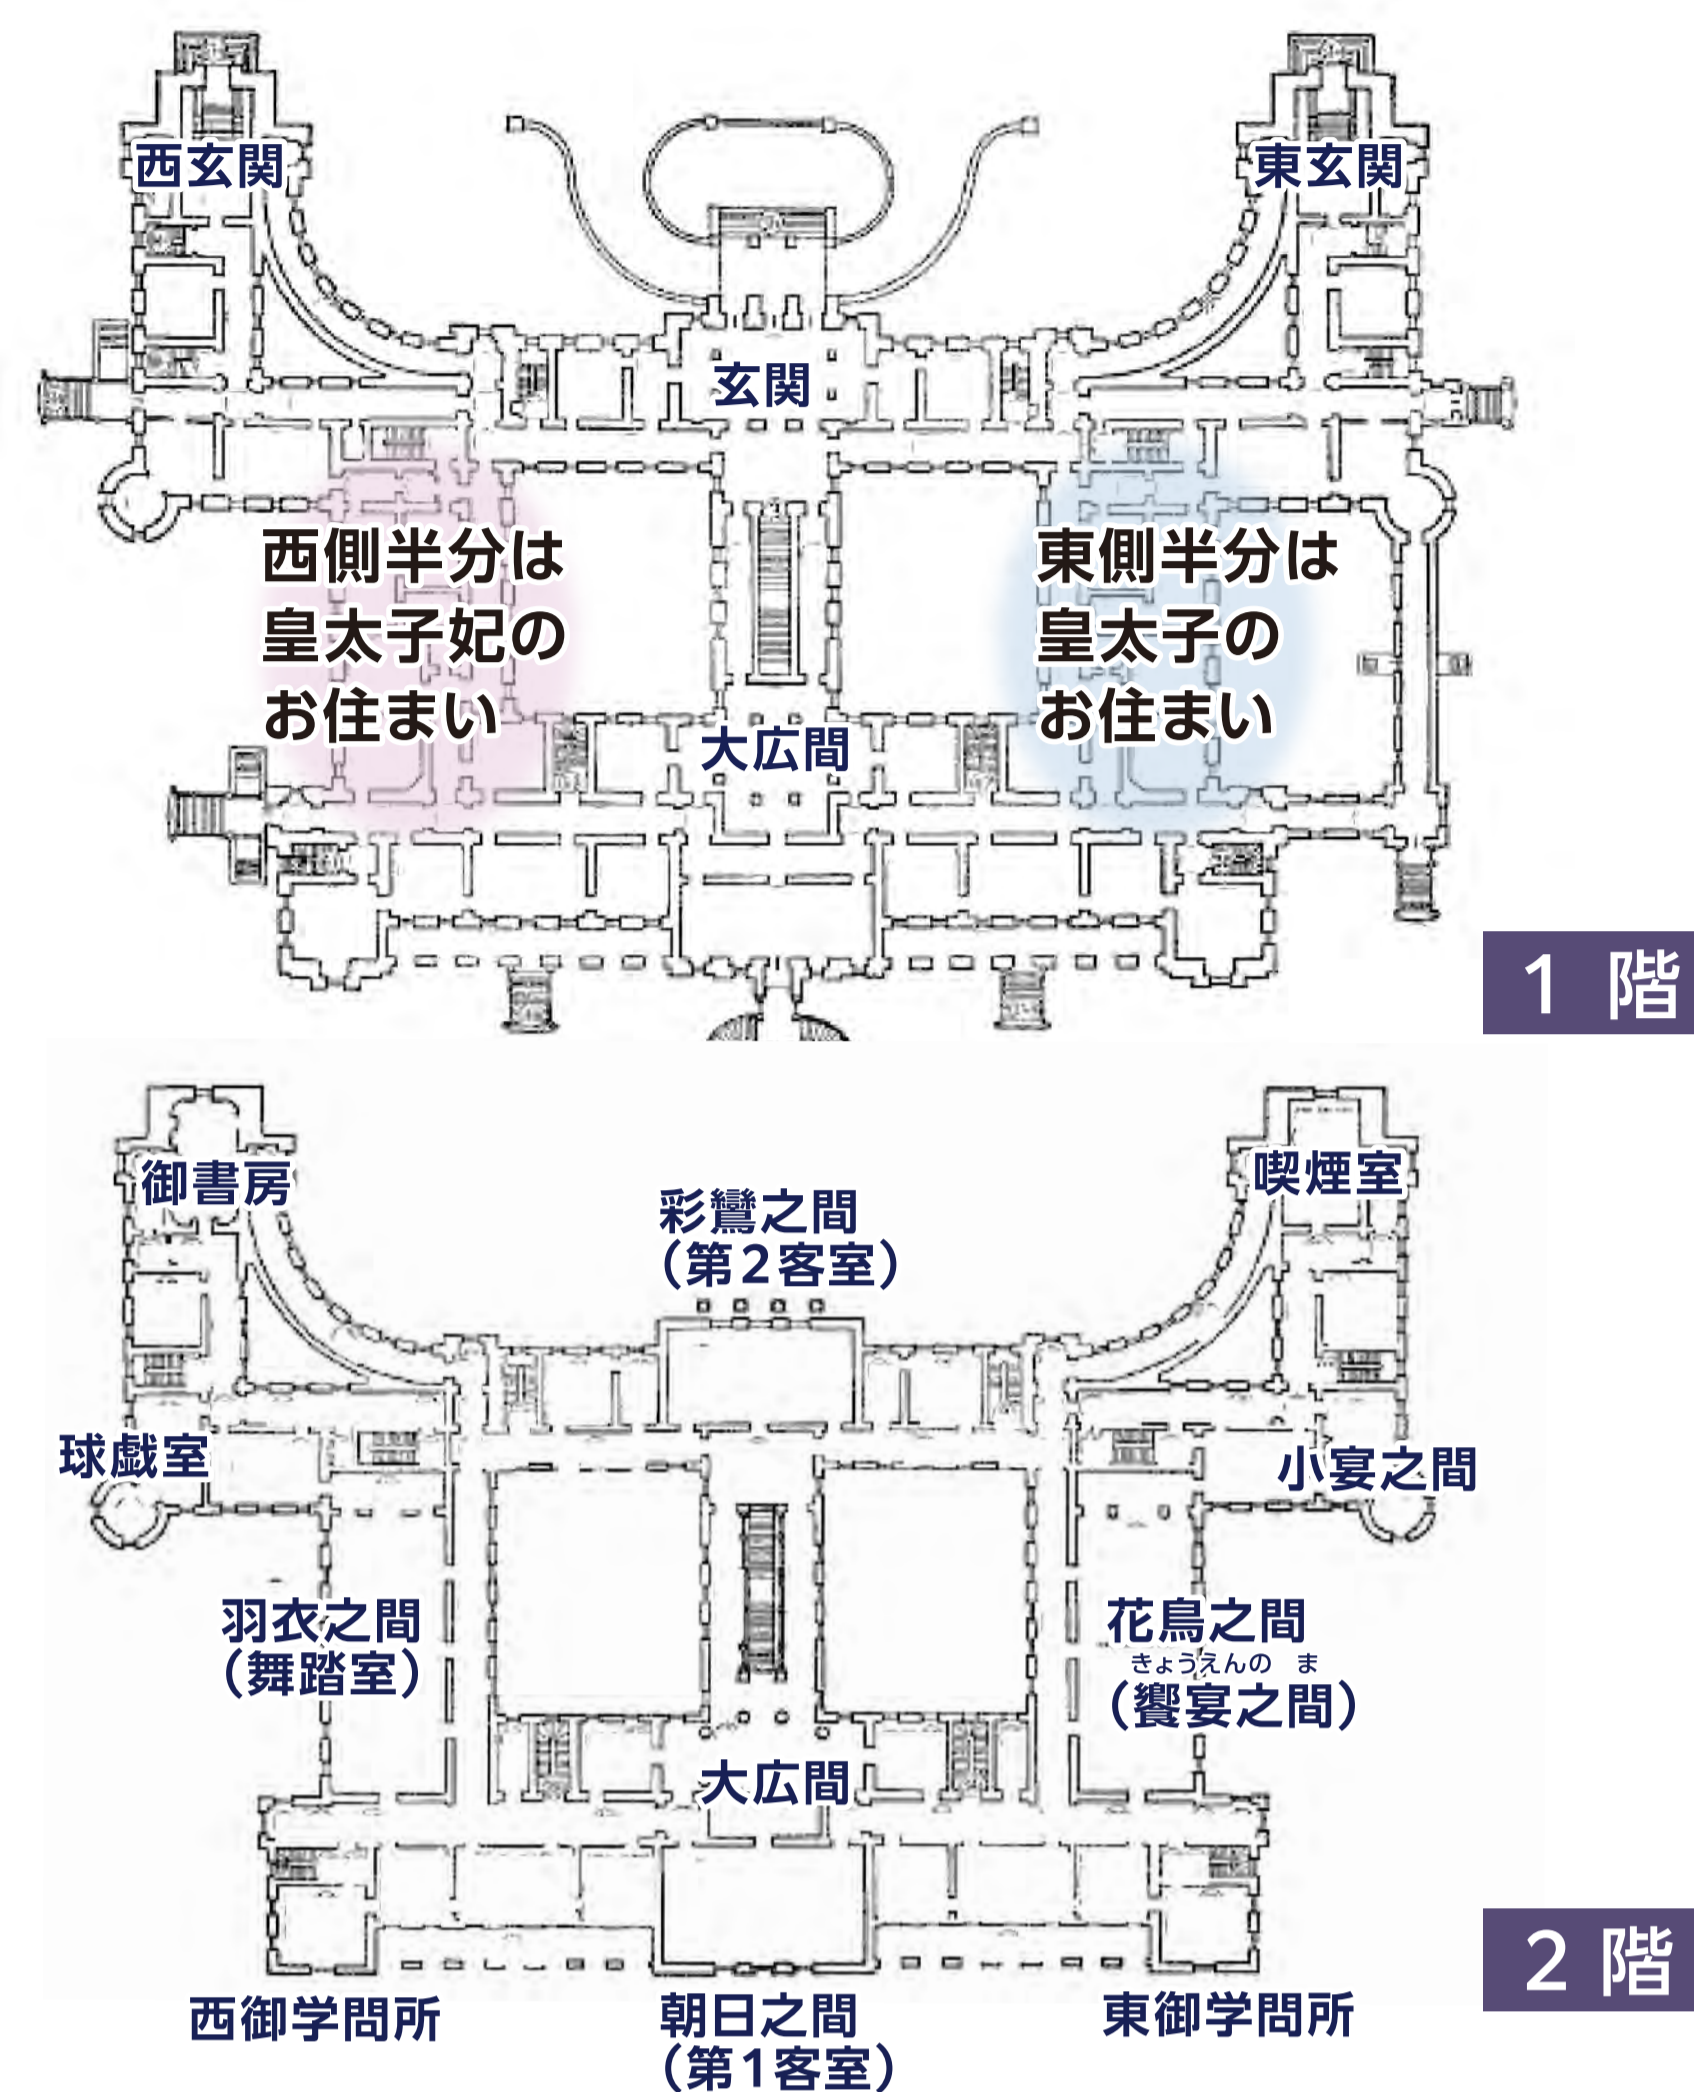 西玄関
東玄関
玄関
西側半分は
皇太子妃の
お住まい
東側半分は
皇太子の
お住まい
大広間
1 階
御書房
喫煙室
彩鸞之間
（第2客室）
球戯室
小宴之間
羽衣之間
（舞踏室）
花鳥之間
きょうえんの ま
（饗宴之間）
大広間
2 階
西御学問所
朝日之間
（第1客室）
東御学問所